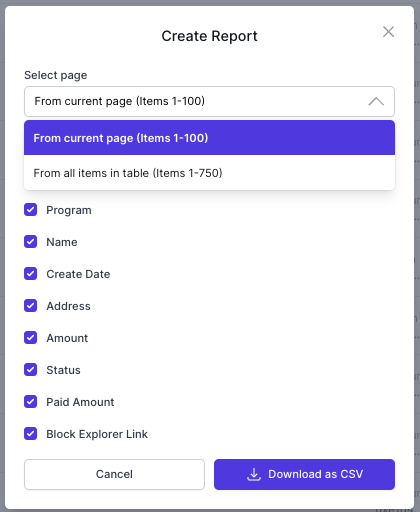 Create Report
Select page
From current page (Items 1-100)
From current page (Items 1-100)
From all items in table (Items 1-750)
Program
Name
Create Date
Address
Amount
Status
Paid Amount
Block Explorer Link
Cancel
Download as CSV